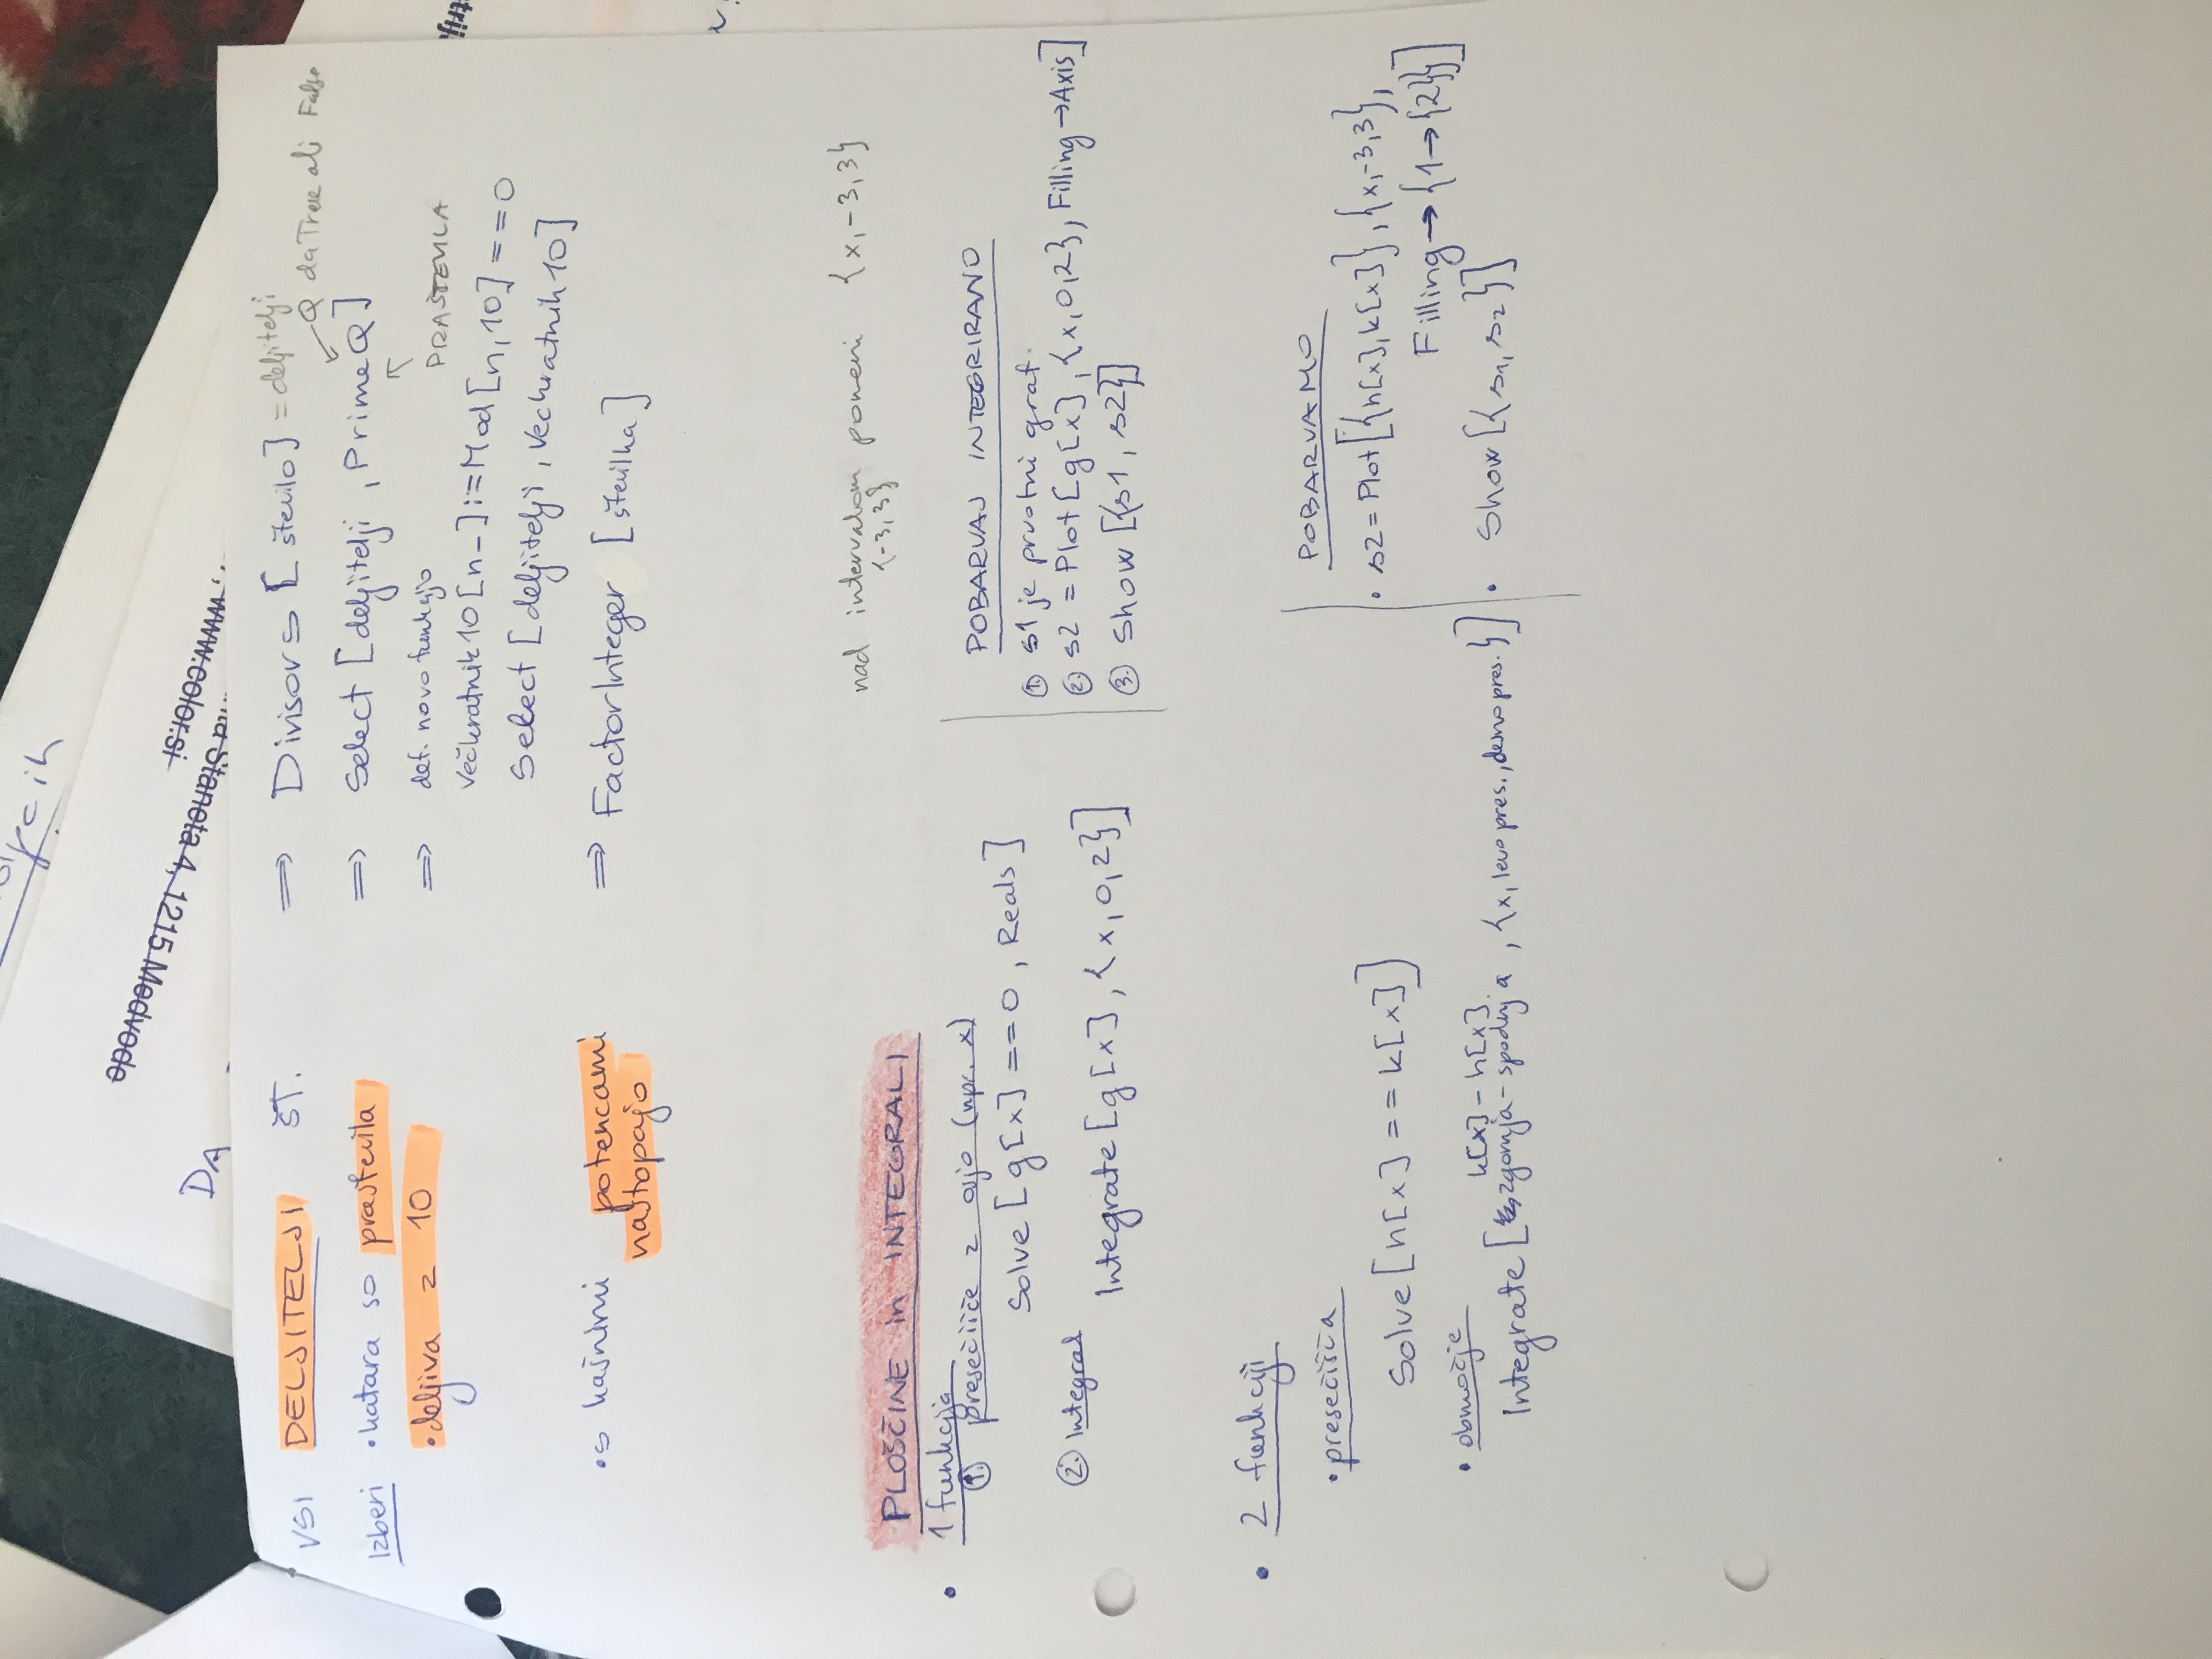 DA
na Staneta 4, 1215 Medvode
www.color.si
VSI DELJITELJI ŠT. ⇒ Divisors [število] = deljitelji
Q da True ali False
Izberi • katara so praštevila ⇒ Select [deljitelji, PrimeQ]
PRAŠTEVILA
• deljiva z 10 ⇒ def. novo funkcijo
Večkratnik10[n_]:=Mod[n,10]==0
Select [deljitelji, Veckratnik10]
• s kašnimi potencami nastopajo ⇒ FactorInteger [številka]
nad intervalom pomeni {x,-3,3}
{-3,3}
PLOŠČINE in INTEGRALI
• 1 funkcija
1. presečišče z osjo (npr. x)
Solve [g[x]==0, Reals]
2. Integral
Integrate [g[x], {x,0,2}]
POBARVAJ INTEGRIRANO
1. s1 je prvotni graf.
2. s2 = Plot[g[x], {x,0,2}, Filling→Axis]
3. Show [{s1, s2}]
• 2 funkciji
• presečišča
Solve [h[x] == k[x]]
• območje
k[x] - h[x].
Integrate [zgornja-spodnja, {x, levo pres., desno pres.}]
POBARVAMO
• s2 = Plot[{h[x], k[x]}, {x,-3,3},
Filling→{1→{2}}]
• Show [{s1, s2}]